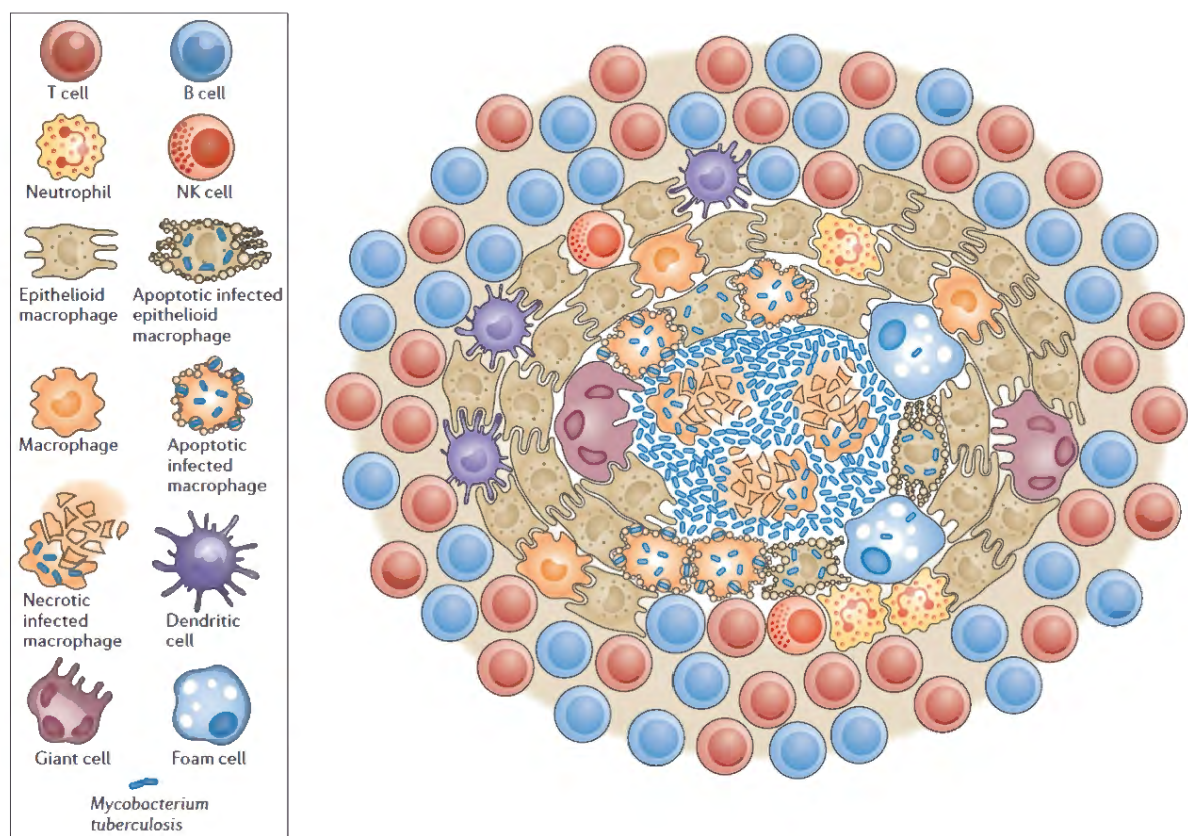 T cell
B cell
Neutrophil
NK cell
Epithelioid
macrophage
Apoptotic infected
epithelioid
macrophage
Macrophage
Apoptotic
infected
macrophage
Necrotic
infected
macrophage
Dendritic
cell
Giant cell
Foam cell
Mycobacterium
tuberculosis